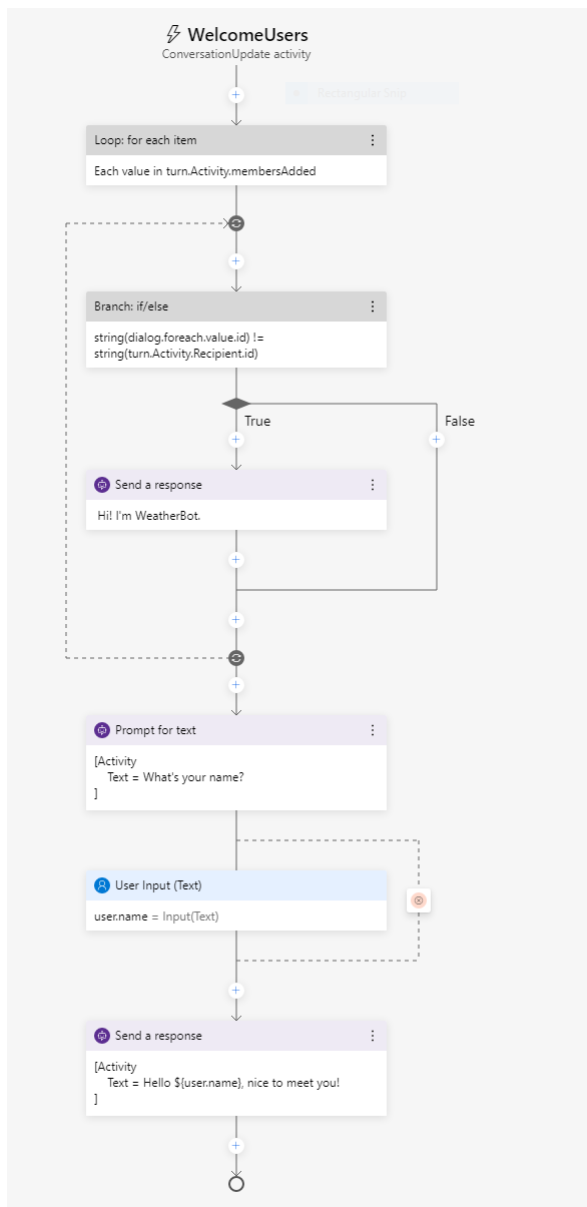 WelcomeUsers
ConversationUpdate activity
Rectangular Snip
Loop: for each item
Each value in turn.Activity.membersAdded
Branch: if/else
string(dialog.foreach.value.id) !=
string(turn.Activity.Recipient.id)
True
False
Send a response
Hi! I'm WeatherBot.
Prompt for text
[Activity
Text = What's your name?
]
User Input (Text)
user.name = Input(Text)
Send a response
[Activity
Text = Hello ${user.name}, nice to meet you!
]